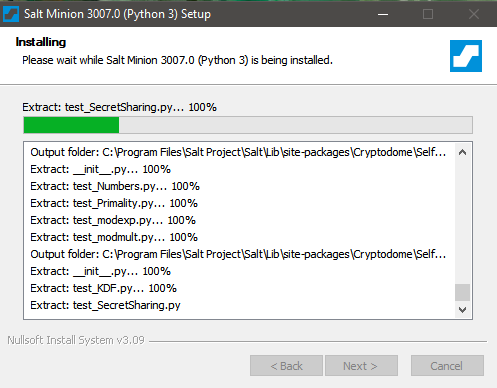 Salt Minion 3007.0 (Python 3) Setup
Installing
Please wait while Salt Minion 3007.0 (Python 3) is being installed.
Extract: test_SecretSharing.py... 100%
Output folder: C:\Program Files\Salt Project\Salt\Lib\site-packages\Cryptodome\Self...
Extract: __init__.py... 100%
Extract: test_Numbers.py... 100%
Extract: test_Primality.py... 100%
Extract: test_modexp.py... 100%
Extract: test_modmult.py... 100%
Output folder: C:\Program Files\Salt Project\Salt\Lib\site-packages\Cryptodome\Self...
Extract: __init__.py... 100%
Extract: test_KDF.py... 100%
Extract: test_SecretSharing.py
Nullsoft Install System v3.09
< Back
Next >
Cancel